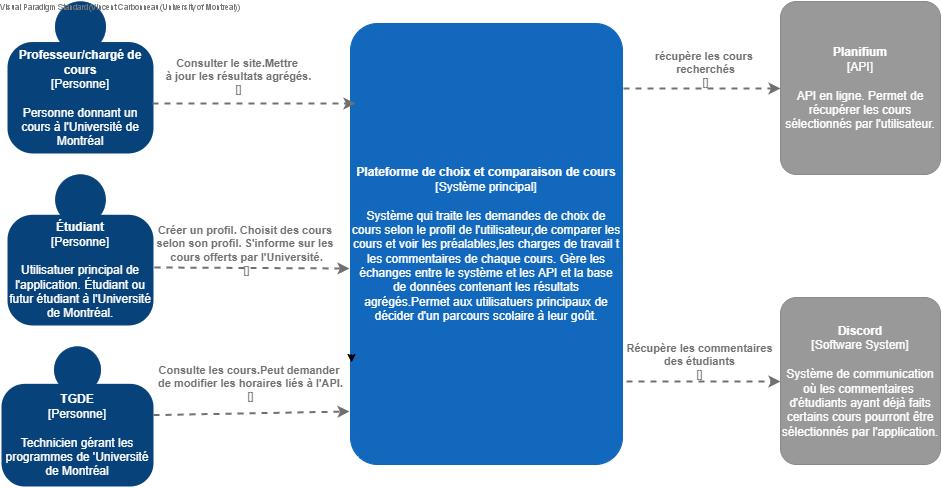 Visual Paradigm Standard(Vincent Carbonneau(University of Montreal))
Professeur/chargé de
cours
[Personne]
Personne donnant un
cours à l'Université de
Montréal
Consulter le site.Mettre
à jour les résultats agrégés.
Étudiant
[Personne]
Utilisatuer principal de
l'application. Étudiant ou
futur étudiant à l'Université
de Montréal.
Créer un profil. Choisit des cours
selon son profil. S'informe sur les
cours offerts par l'Université.
TGDE
[Personne]
Technicien gérant les
programmes de 'Université
de Montréal
Consulte les cours.Peut demander
de modifier les horaires liés à l'API.
Plateforme de choix et comparaison de cours
[Système principal]
Système qui traite les demandes de choix de
cours selon le profil de l'utilisateur,de comparer les
cours et voir les préalables,les charges de travail t
les commentaires de chaque cours. Gère les
échanges entre le système et les API et la base
de données contenant les résultats
agrégés.Permet aux utilisatuers principaux de
décider d'un parcours scolaire à leur goût.
récupère les cours
recherchés
Planifium
[API]
API en ligne. Permet de
récupérer les cours
sélectionnés par l'utilisateur.
Récupère les commentaires
des étudiants
Discord
[Software System]
Système de communication
où les commentaires
d'étudiants ayant déjà faits
certains cours pourront être
sélectionnés par l'application.